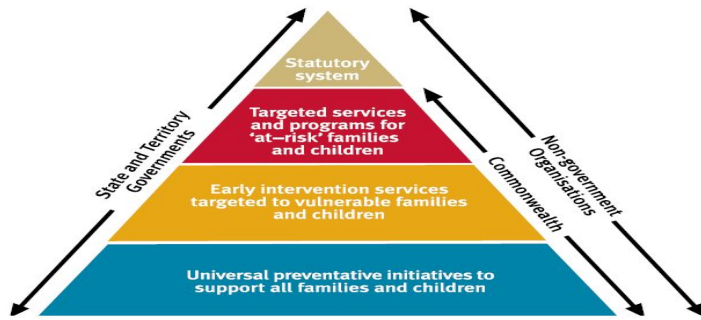 Statutory
system
Targeted services
and programs for
‘at–risk’ families
and children
Early intervention services
targeted to vulnerable families
and children
Universal preventative initiatives to
support all families and children
State and Territory
Governments
Commonwealth
Non-government
Organisations